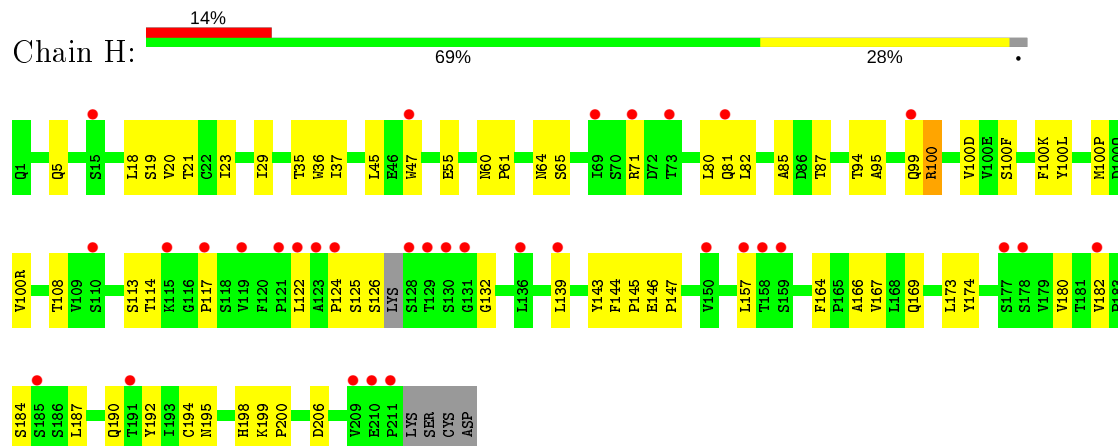 14%
Chain H:
69% 28% •
Q1 Q5 S15 L18 S19 V20 T21 C22 I23 I29 T35 W36 I37 L45 E46 W47 E55 N60 P61 N64 S65 I69 S70 R71 D72 T73 L80 Q81 L82 A85 D86 T87 T94 A95 Q99 R100 V100D V100E S100F F100K Y100L M100P D100Q
V100R T108 V109 S110 S113 T114 K115 G116 P117 S118 V119 F120 P121 L122 A123 P124 S125 S126 LYS S128 T129 S130 G131 G132 L136 L139 Y143 F144 P145 E146 P147 V150 L157 T158 S159 F164 P165 A166 V167 L168 Q169 L173 Y174 S177 S178 V179 V180 T181 V182 P183
S184 S185 S186 L187 Q190 T191 Y192 I193 C194 N195 H198 K199 P200 D206 V209 E210 P211 LYS SER CYS ASP